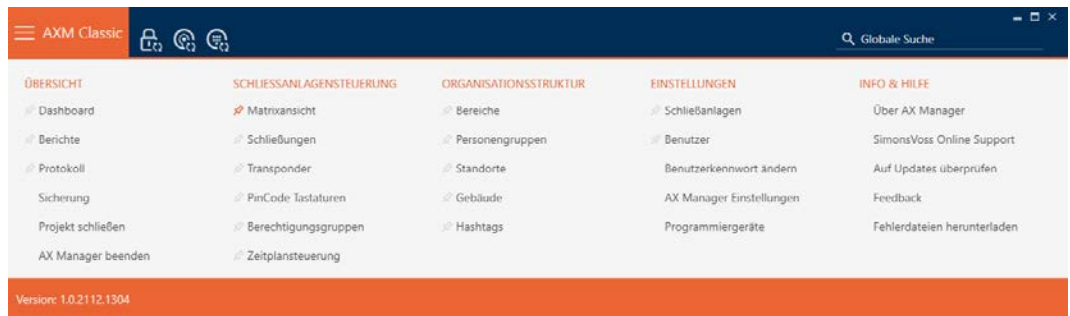 AXM Classic
Globale Suche
ÜBERSICHT
Dashboard
Berichte
Protokoll
Sicherung
Projekt schließen
AX Manager beenden
SCHLIESSANLAGENSTEUERUNG
Matrixansicht
Schließungen
Transponder
PinCode Tastaturen
Berechtigungsgruppen
Zeitplansteuerung
ORGANISATIONSSTRUKTUR
Bereiche
Personengruppen
Standorte
Gebäude
Hashtags
EINSTELLUNGEN
Schließanlagen
Benutzer
Benutzerkennwort ändern
AX Manager Einstellungen
Programmiergeräte
INFO & HILFE
Über AX Manager
SimonsVoss Online Support
Auf Updates überprüfen
Feedback
Fehlerdateien herunterladen
Version: 1.0.2112.1304